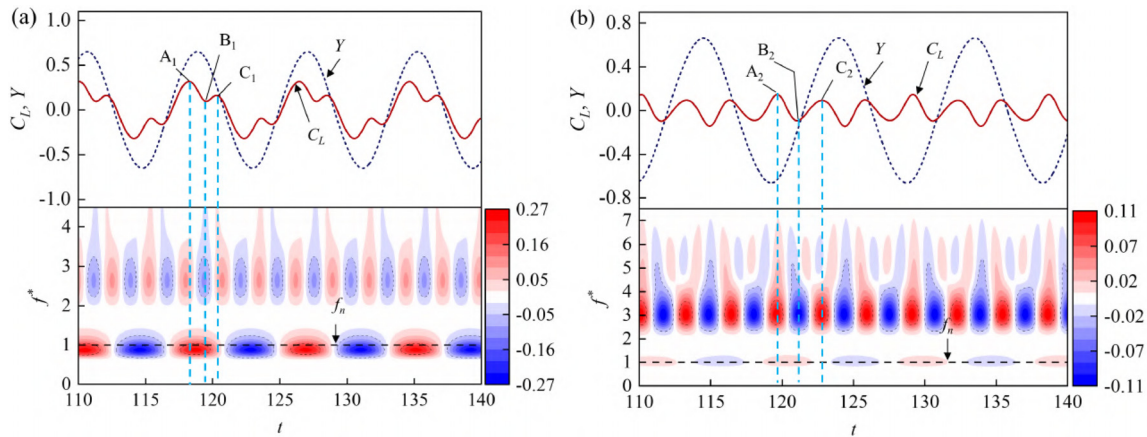 (a)
1.0
0.5
0.0
-0.5
-1.0
C_L, Y
A₁
B₁
C₁
Y
C_L
4
3
2
1
0
f*
f_n
110 115 120 125 130 135 140
t
0.27
0.16
0.05
-0.05
-0.16
-0.27
(b)
0.8
0.4
0.0
-0.4
-0.8
C_L, Y
B₂
A₂
C₂
Y
C_L
7
6
5
4
3
2
1
0
f*
f_n
110 115 120 125 130 135 140
t
0.11
0.07
0.02
-0.02
-0.07
-0.11